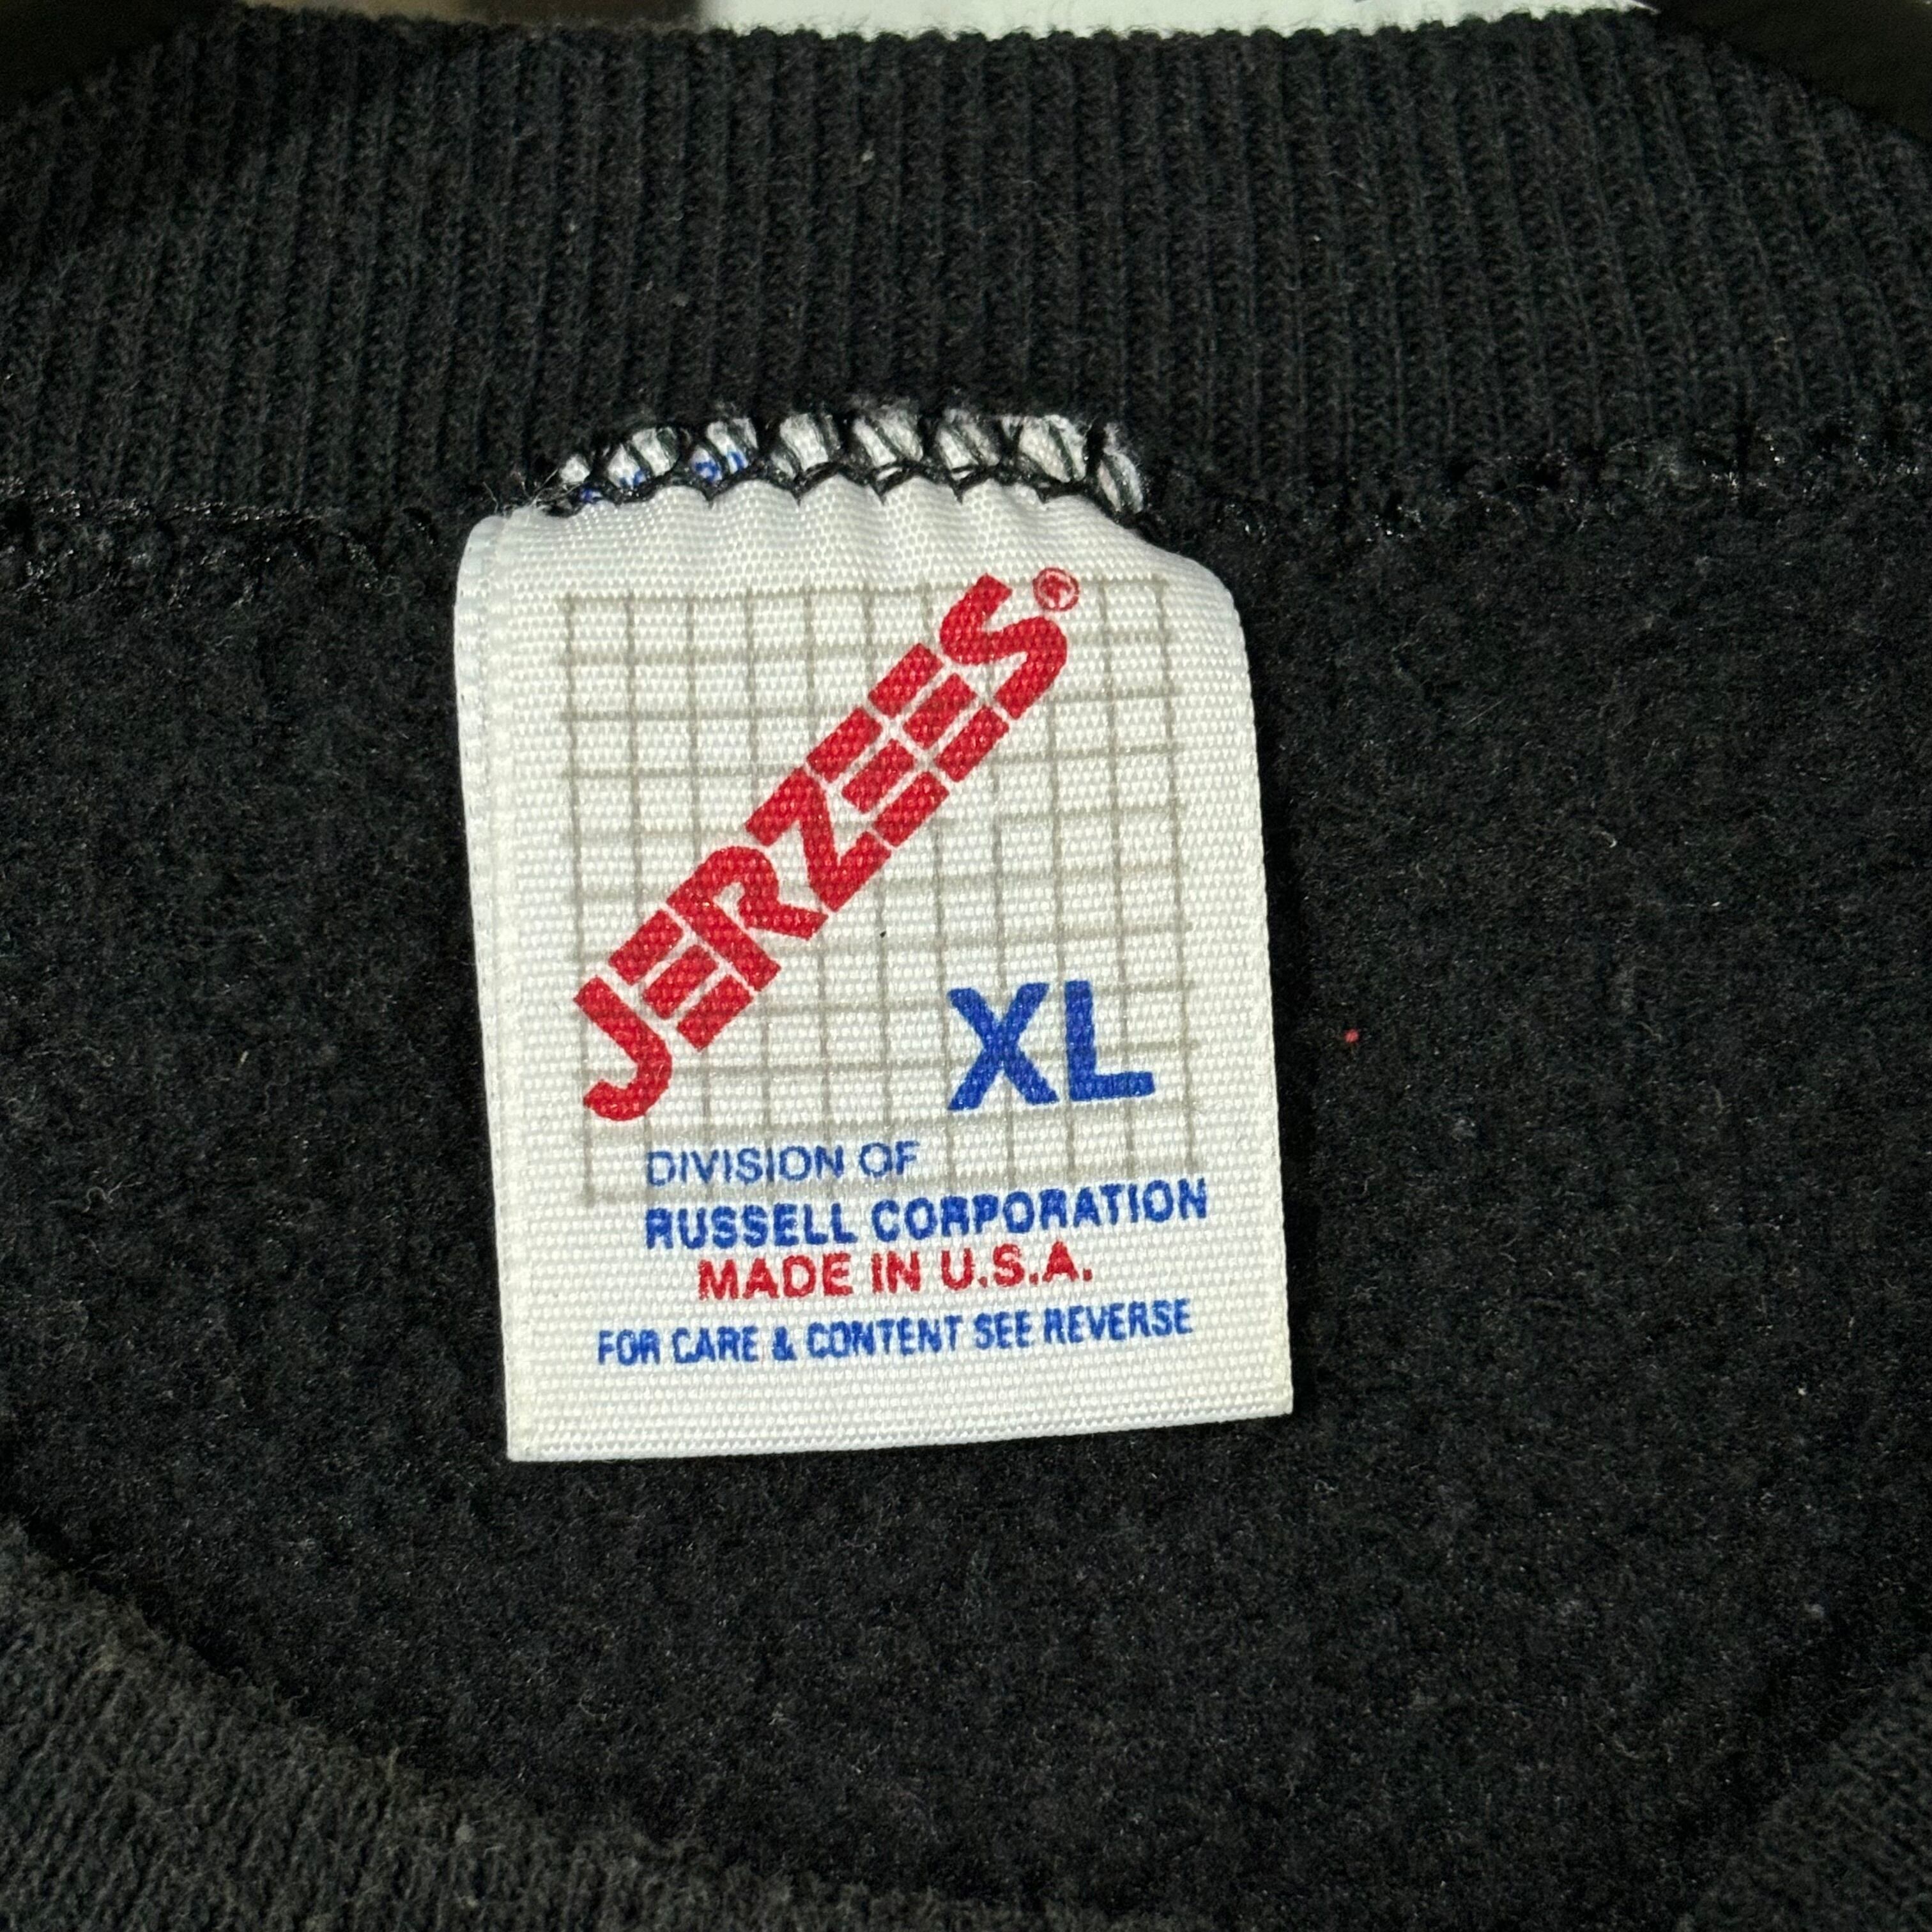 JERZEES®
XL
DIVISION OF
RUSSELL CORPORATION
MADE IN U.S.A.
FOR CARE & CONTENT SEE REVERSE